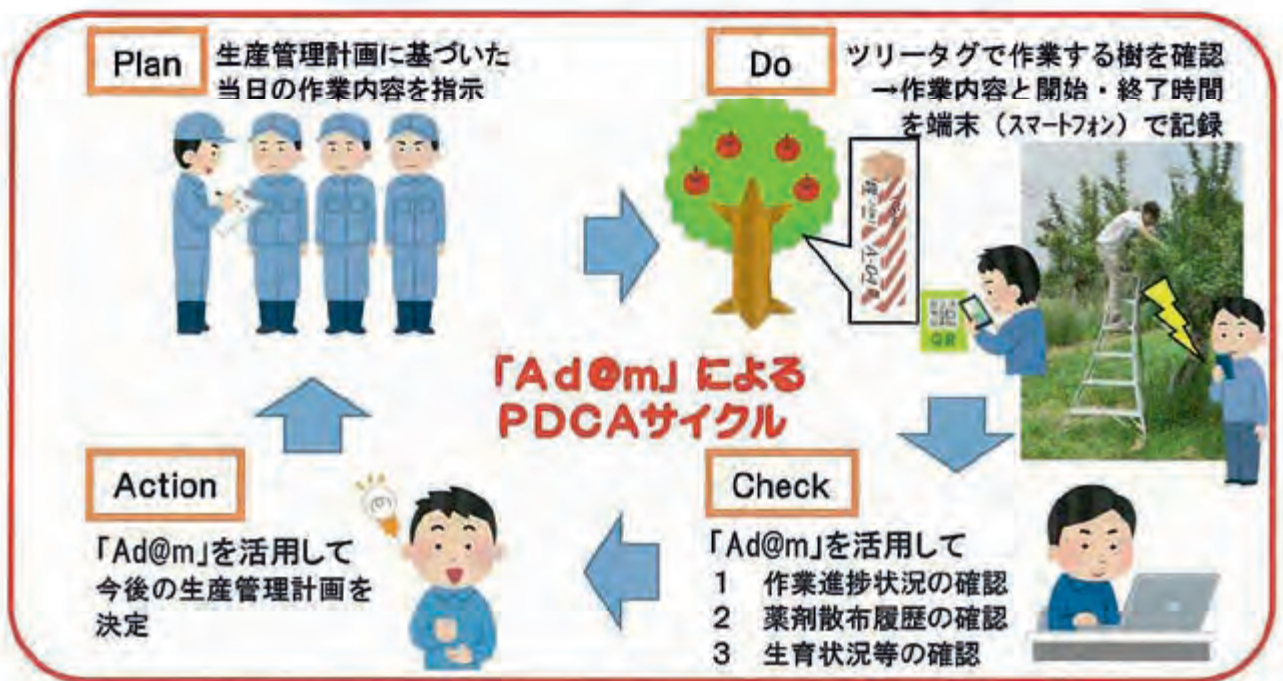 Plan
生産管理計画に基づいた
当日の作業内容を指示
Do
ツリータグで作業する樹を確認
→作業内容と開始・終了時間
を端末（スマートフォン）で記録
QR
「Ad@m」による
PDCAサイクル
Action
「Ad@m」を活用して
今後の生産管理計画を
決定
Check
「Ad@m」を活用して
1 作業進捗状況の確認
2 薬剤散布履歴の確認
3 生育状況等の確認